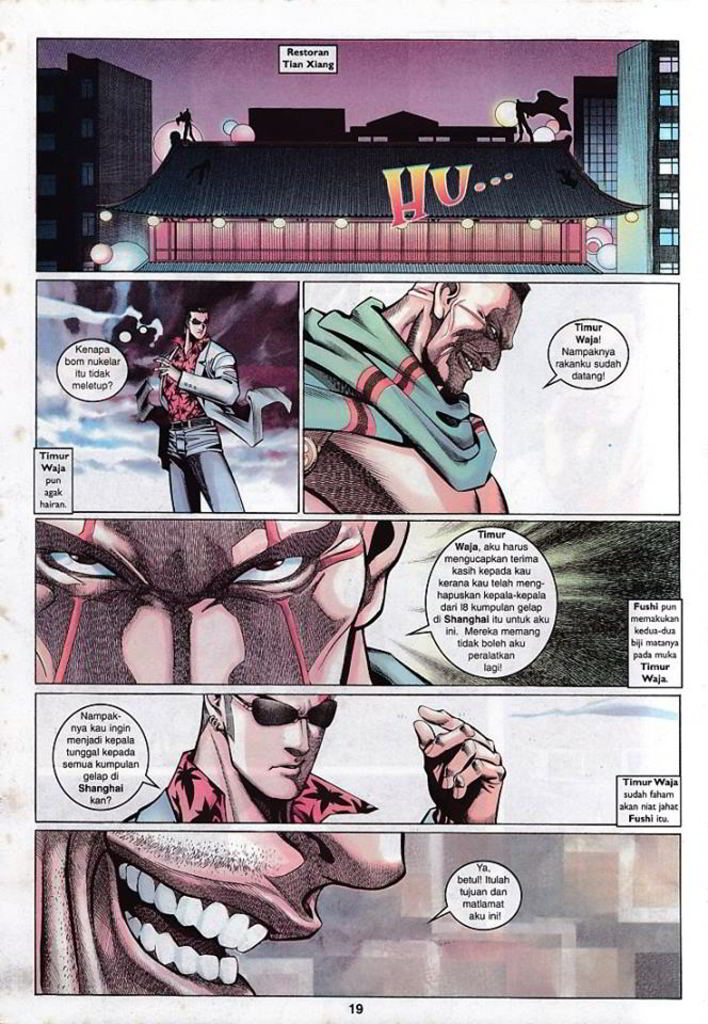 Restoran
Tian Xiang
HU...
Kenapa
bom nukelar
itu tidak
meletup?
Timur
Waja
pun
agak
hairan.
Timur
Waja!
Nampaknya
rakanku sudah
datang!
Timur
Waja, aku harus
mengucapkan terima
kasih kepada kau
kerana kau telah meng-
hapuskan kepala-kepala
dari 18 kumpulan gelap
di Shanghai itu untuk aku
ini. Mereka memang
tidak boleh aku
peralatkan
lagi!
Fushi pun
memakukan
kedua-dua
biji matanya
pada muka
Timur
Waja.
Nampak-
nya kau ingin
menjadi kepala
tunggal kepada
semua kumpulan
gelap di
Shanghai
kan?
Timur Waja
sudah faham
akan niat jahat
Fushi itu.
Ya,
betul! Itulah
tujuan dan
matlamat
aku ini!
19